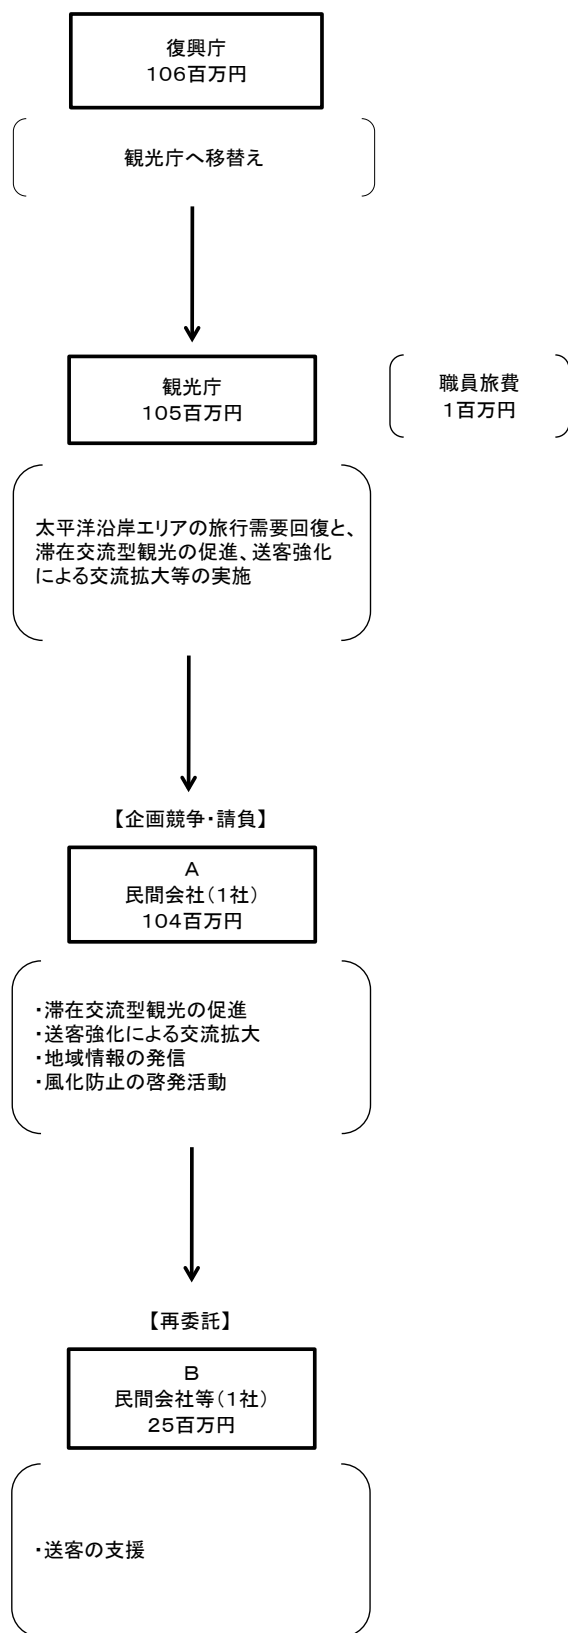 復興庁
106百万円
観光庁へ移替え
観光庁
105百万円
職員旅費
1百万円
太平洋沿岸エリアの旅行需要回復と、
滞在交流型観光の促進、送客強化
による交流拡大等の実施
【企画競争・請負】
A
民間会社（1社）
104百万円
・滞在交流型観光の促進
・送客強化による交流拡大
・地域情報の発信
・風化防止の啓発活動
【再委託】
B
民間会社等（1社）
25百万円
・送客の支援